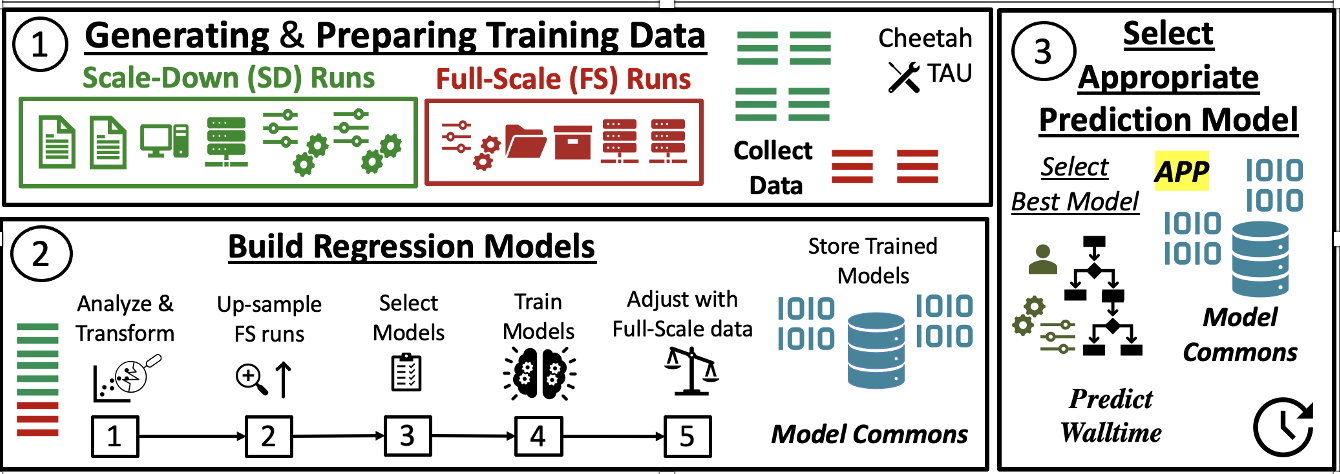 1
Generating & Preparing Training Data
Scale-Down (SD) Runs
Full-Scale (FS) Runs
Cheetah
TAU
Collect
Data
2
Build Regression Models
Analyze &
Transform
Up-sample
FS runs
Select
Models
Train
Models
Adjust with
Full-Scale data
1
2
3
4
5
Store Trained
Models
1010
1010
1010
1010
Model Commons
3
Select
Appropriate
Prediction Model
Select
Best Model
APP
1010
1010
1010
1010
Model
Commons
Predict
Walltime